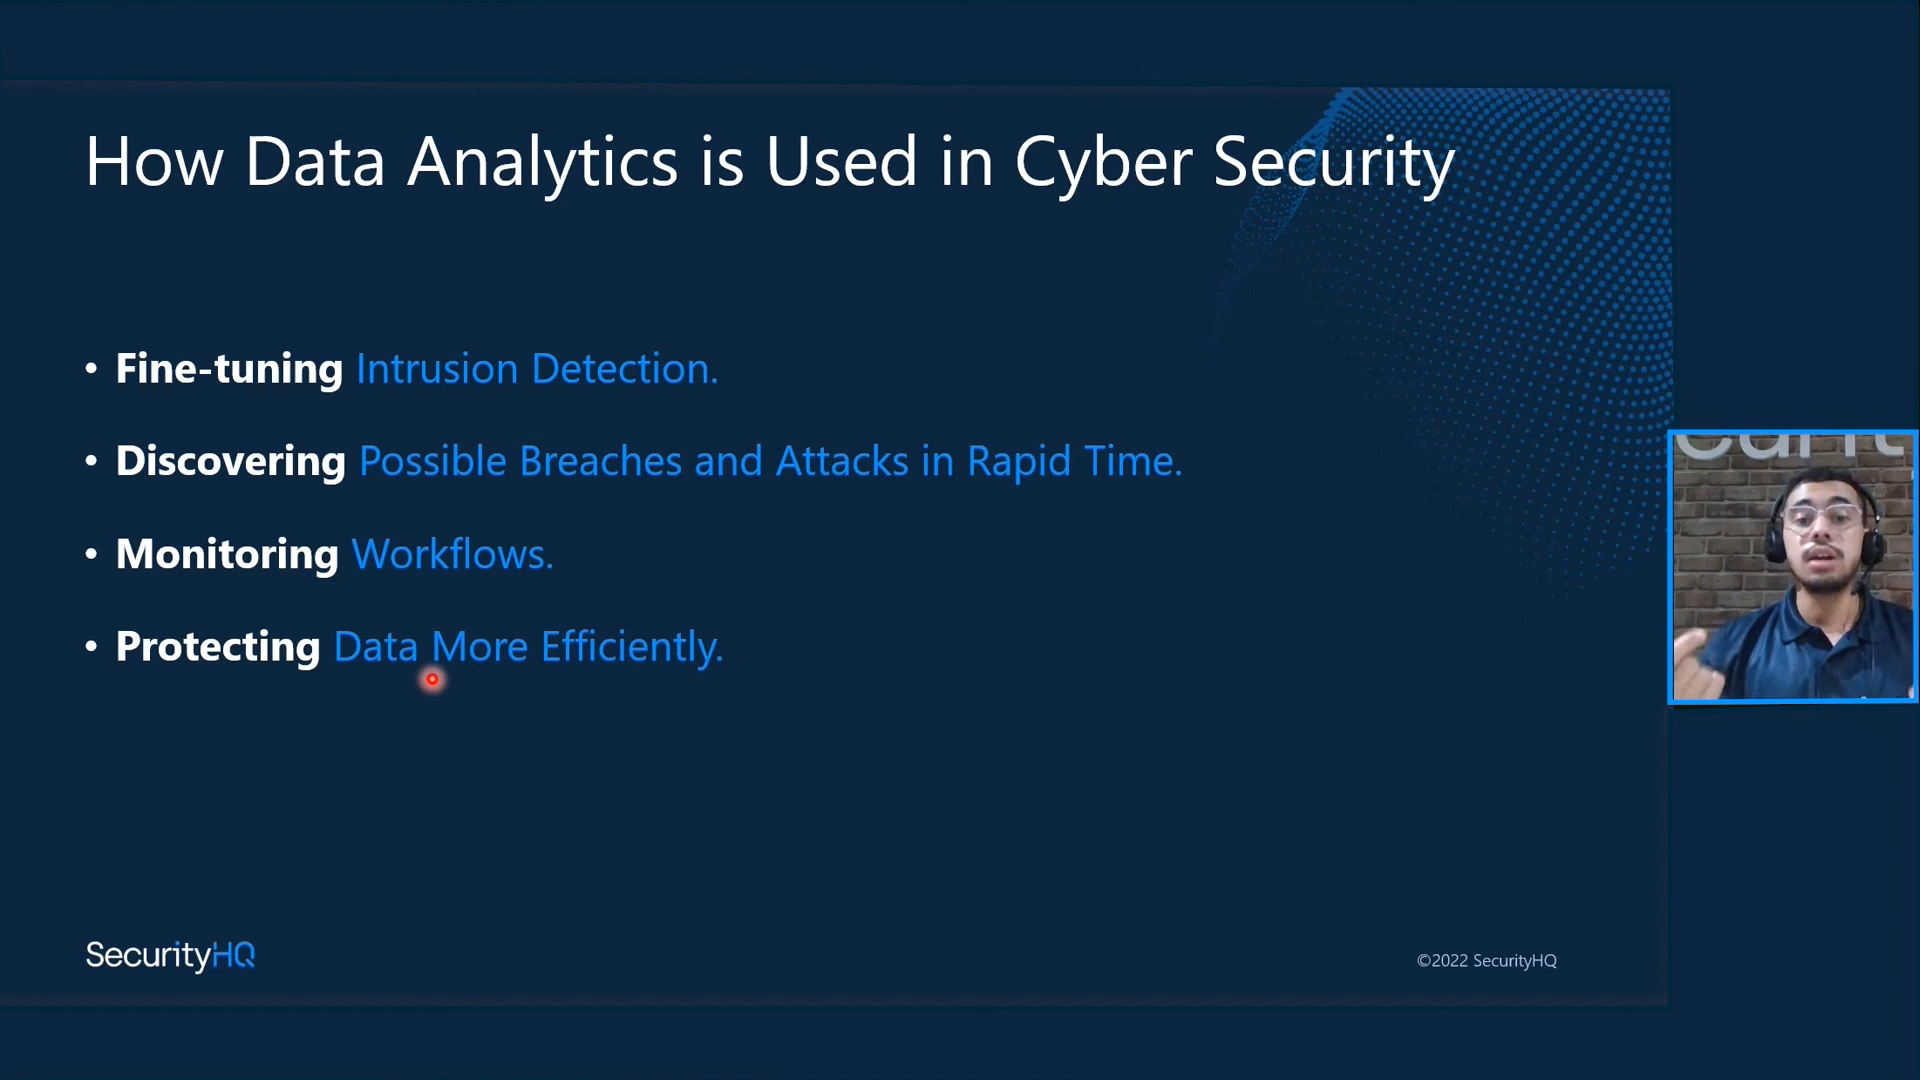 How Data Analytics is Used in Cyber Security
• Fine-tuning Intrusion Detection.
• Discovering Possible Breaches and Attacks in Rapid Time.
• Monitoring Workflows.
• Protecting Data More Efficiently.
SecurityHQ
©2022 SecurityHQ